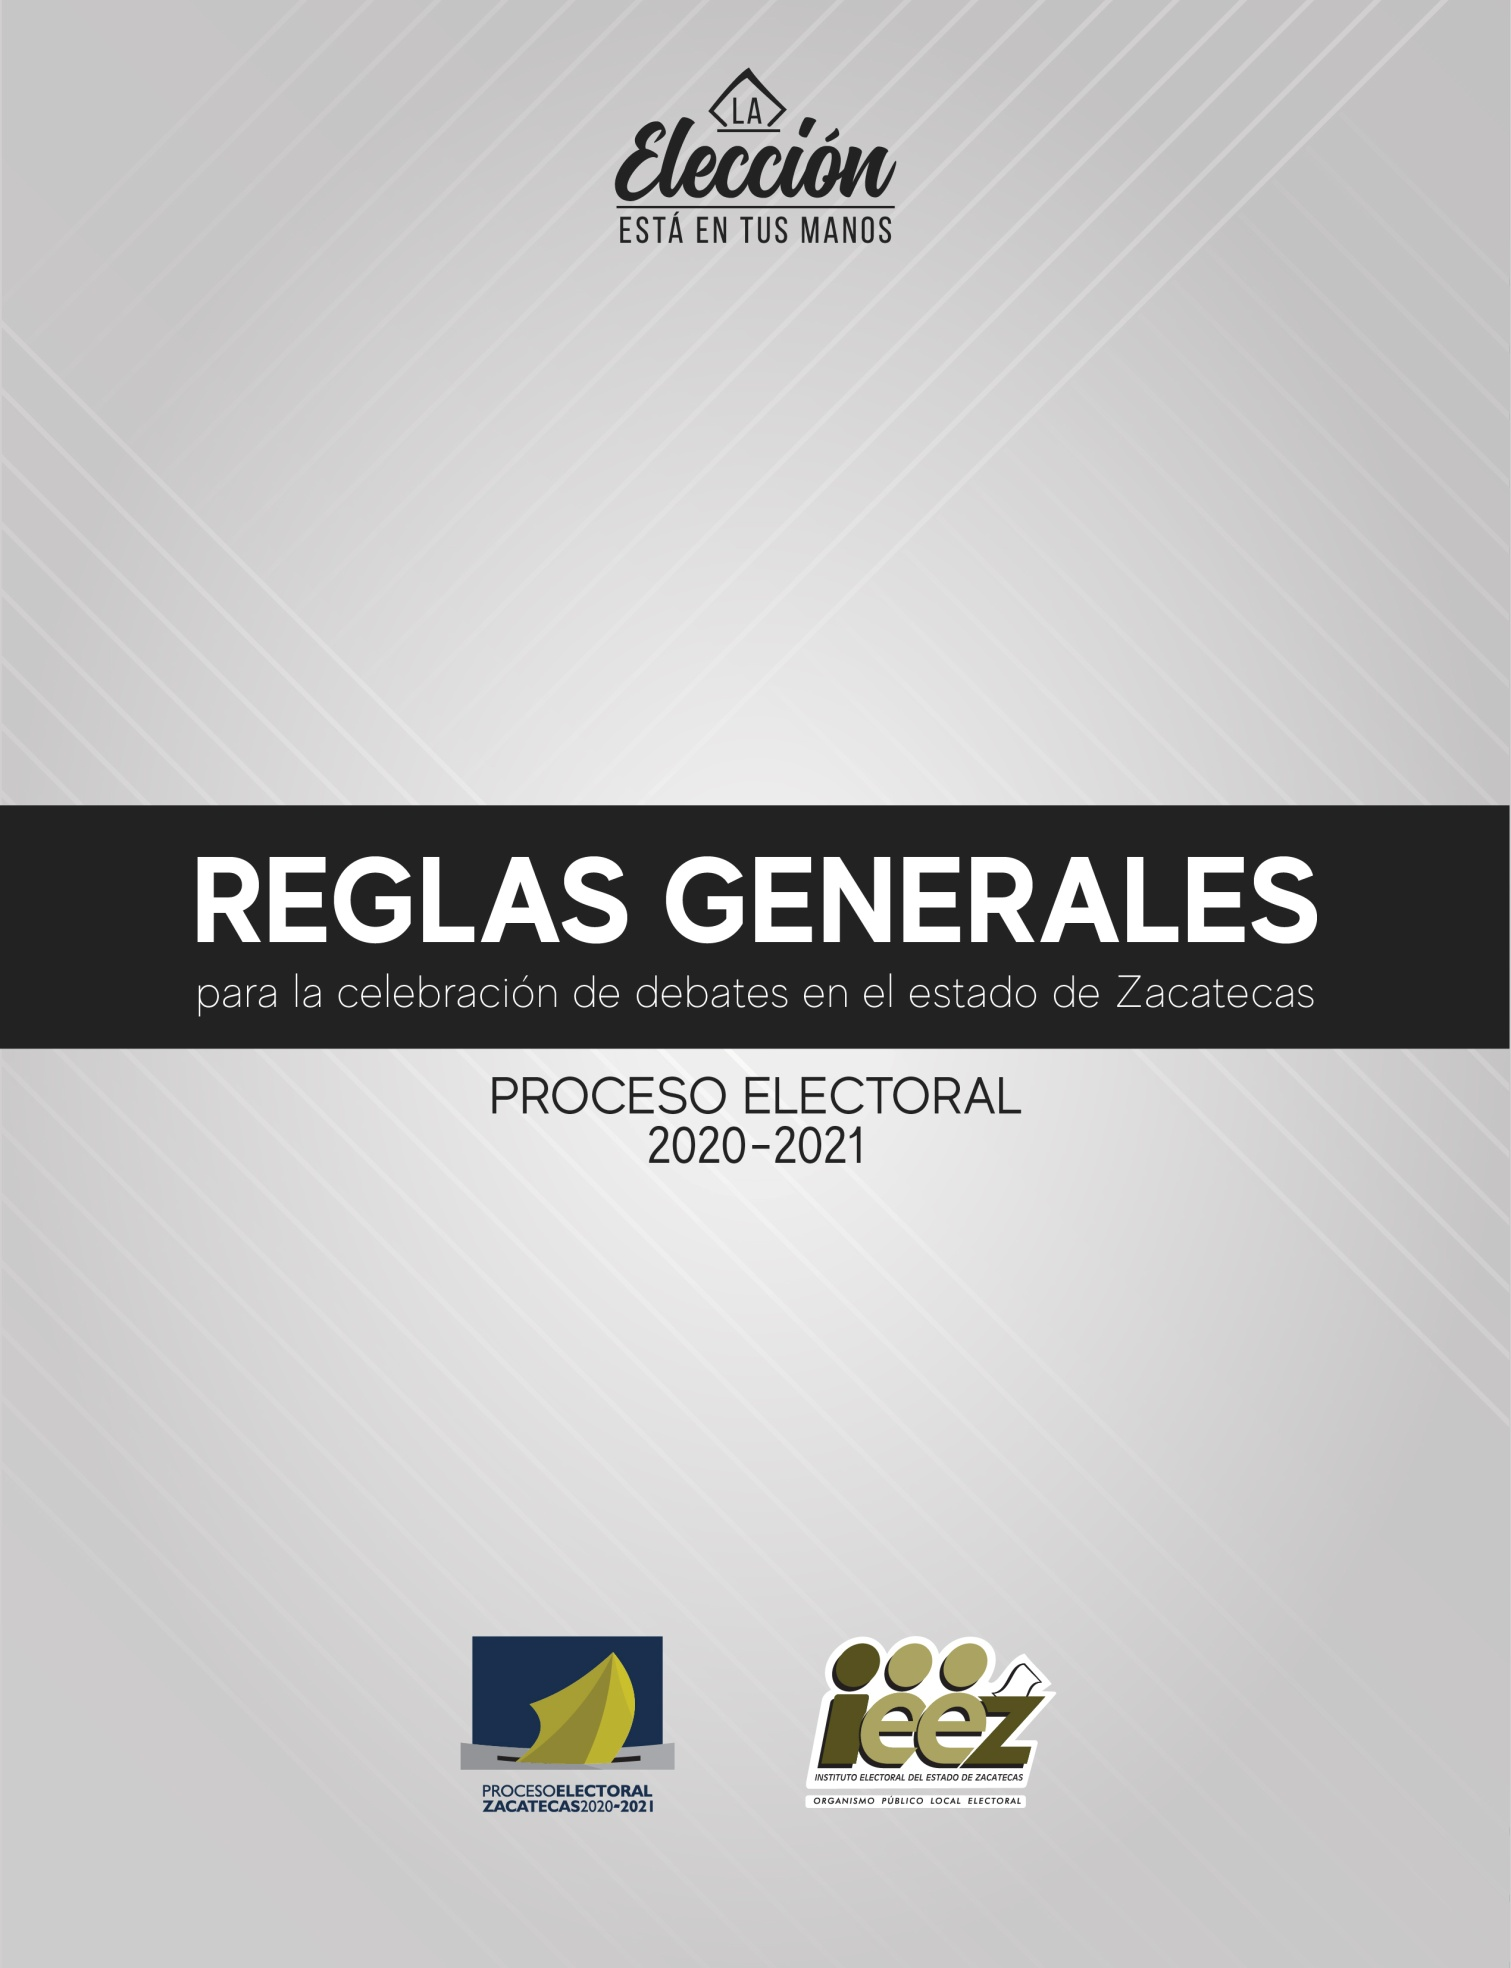 LA
Elección
ESTÁ EN TUS MANOS
REGLAS GENERALES
para la celebración de debates en el estado de Zacatecas
PROCESO ELECTORAL
2020-2021
PROCESOELECTORAL
ZACATECAS2020-2021
ieez
INSTITUTO ELECTORAL DEL ESTADO DE ZACATECAS
ORGANISMO PÚBLICO LOCAL ELECTORAL